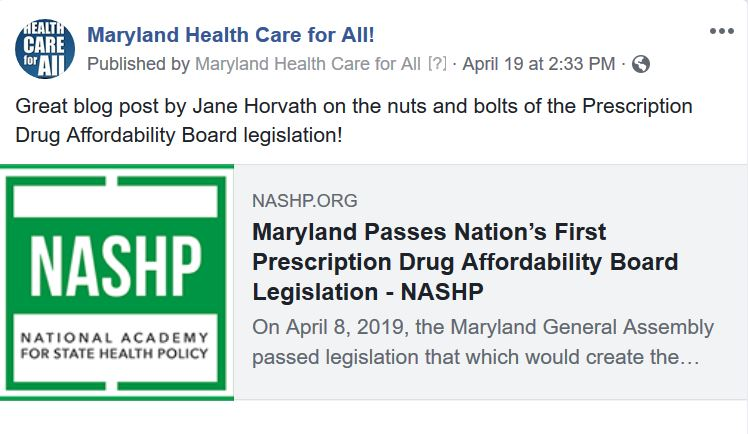 HEALTH
CARE
for All
Maryland Health Care for All!
Published by Maryland Health Care for All [?] · April 19 at 2:33 PM ·
Great blog post by Jane Horvath on the nuts and bolts of the Prescription
Drug Affordability Board legislation!
NASHP
NATIONAL ACADEMY
FOR STATE HEALTH POLICY
NASHP.ORG
Maryland Passes Nation’s First
Prescription Drug Affordability Board
Legislation - NASHP
On April 8, 2019, the Maryland General Assembly
passed legislation that which would create the…